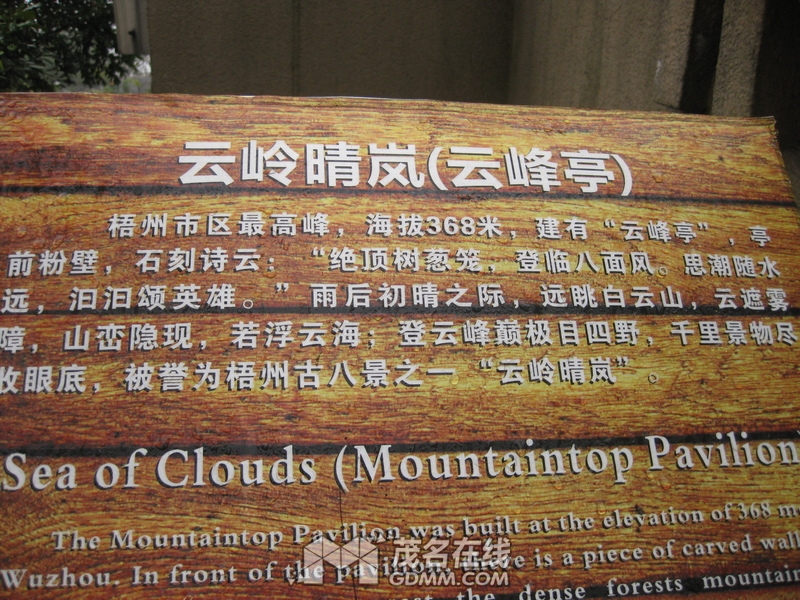 云岭晴岚(云峰亭)
梧州市区最高峰，海拔368米，建有“云峰亭”，亭
前粉壁，石刻诗云：“绝顶树葱笼，登临八面风。思潮随水
远，汩汩颂英雄。”雨后初晴之际，远眺白云山，云遮雾
障，山峦隐现，若浮云海；登云峰巅极目四野，千里景物尽
收眼底，被誉为梧州古八景之一“云岭晴岚”。
Sea of Clouds (Mountaintop Pavilion
The Mountaintop Pavilion was built at the elevation of 368 m
Wuzhou. In front of the pavilion, there is a piece of carved wall
the dense forests mountain
茂名在线
GDMM.COM